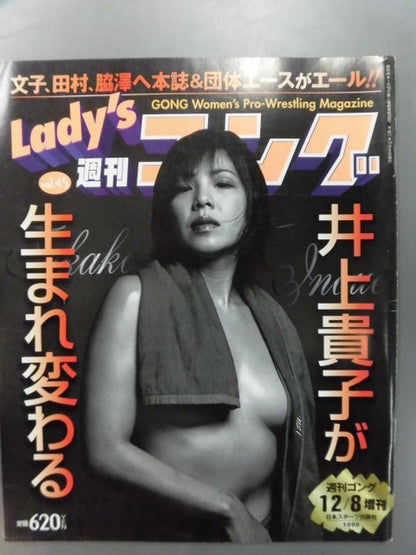 文子、田村、脇澤へ本誌&団体エースがエール!!
GONG Women's Pro-Wrestling Magazine
Lady's
週刊
ゴング
vol.45
井上貴子が
生まれ変わる
定価620
週刊ゴング
12/8増刊
日本スポーツ出版社
1999